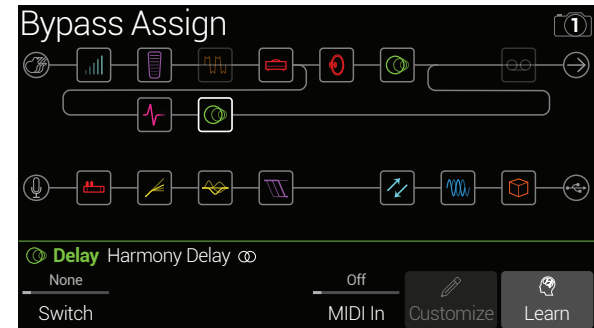 Bypass Assign
1
Delay Harmony Delay
None
Off
Switch
MIDI In
Customize
Learn